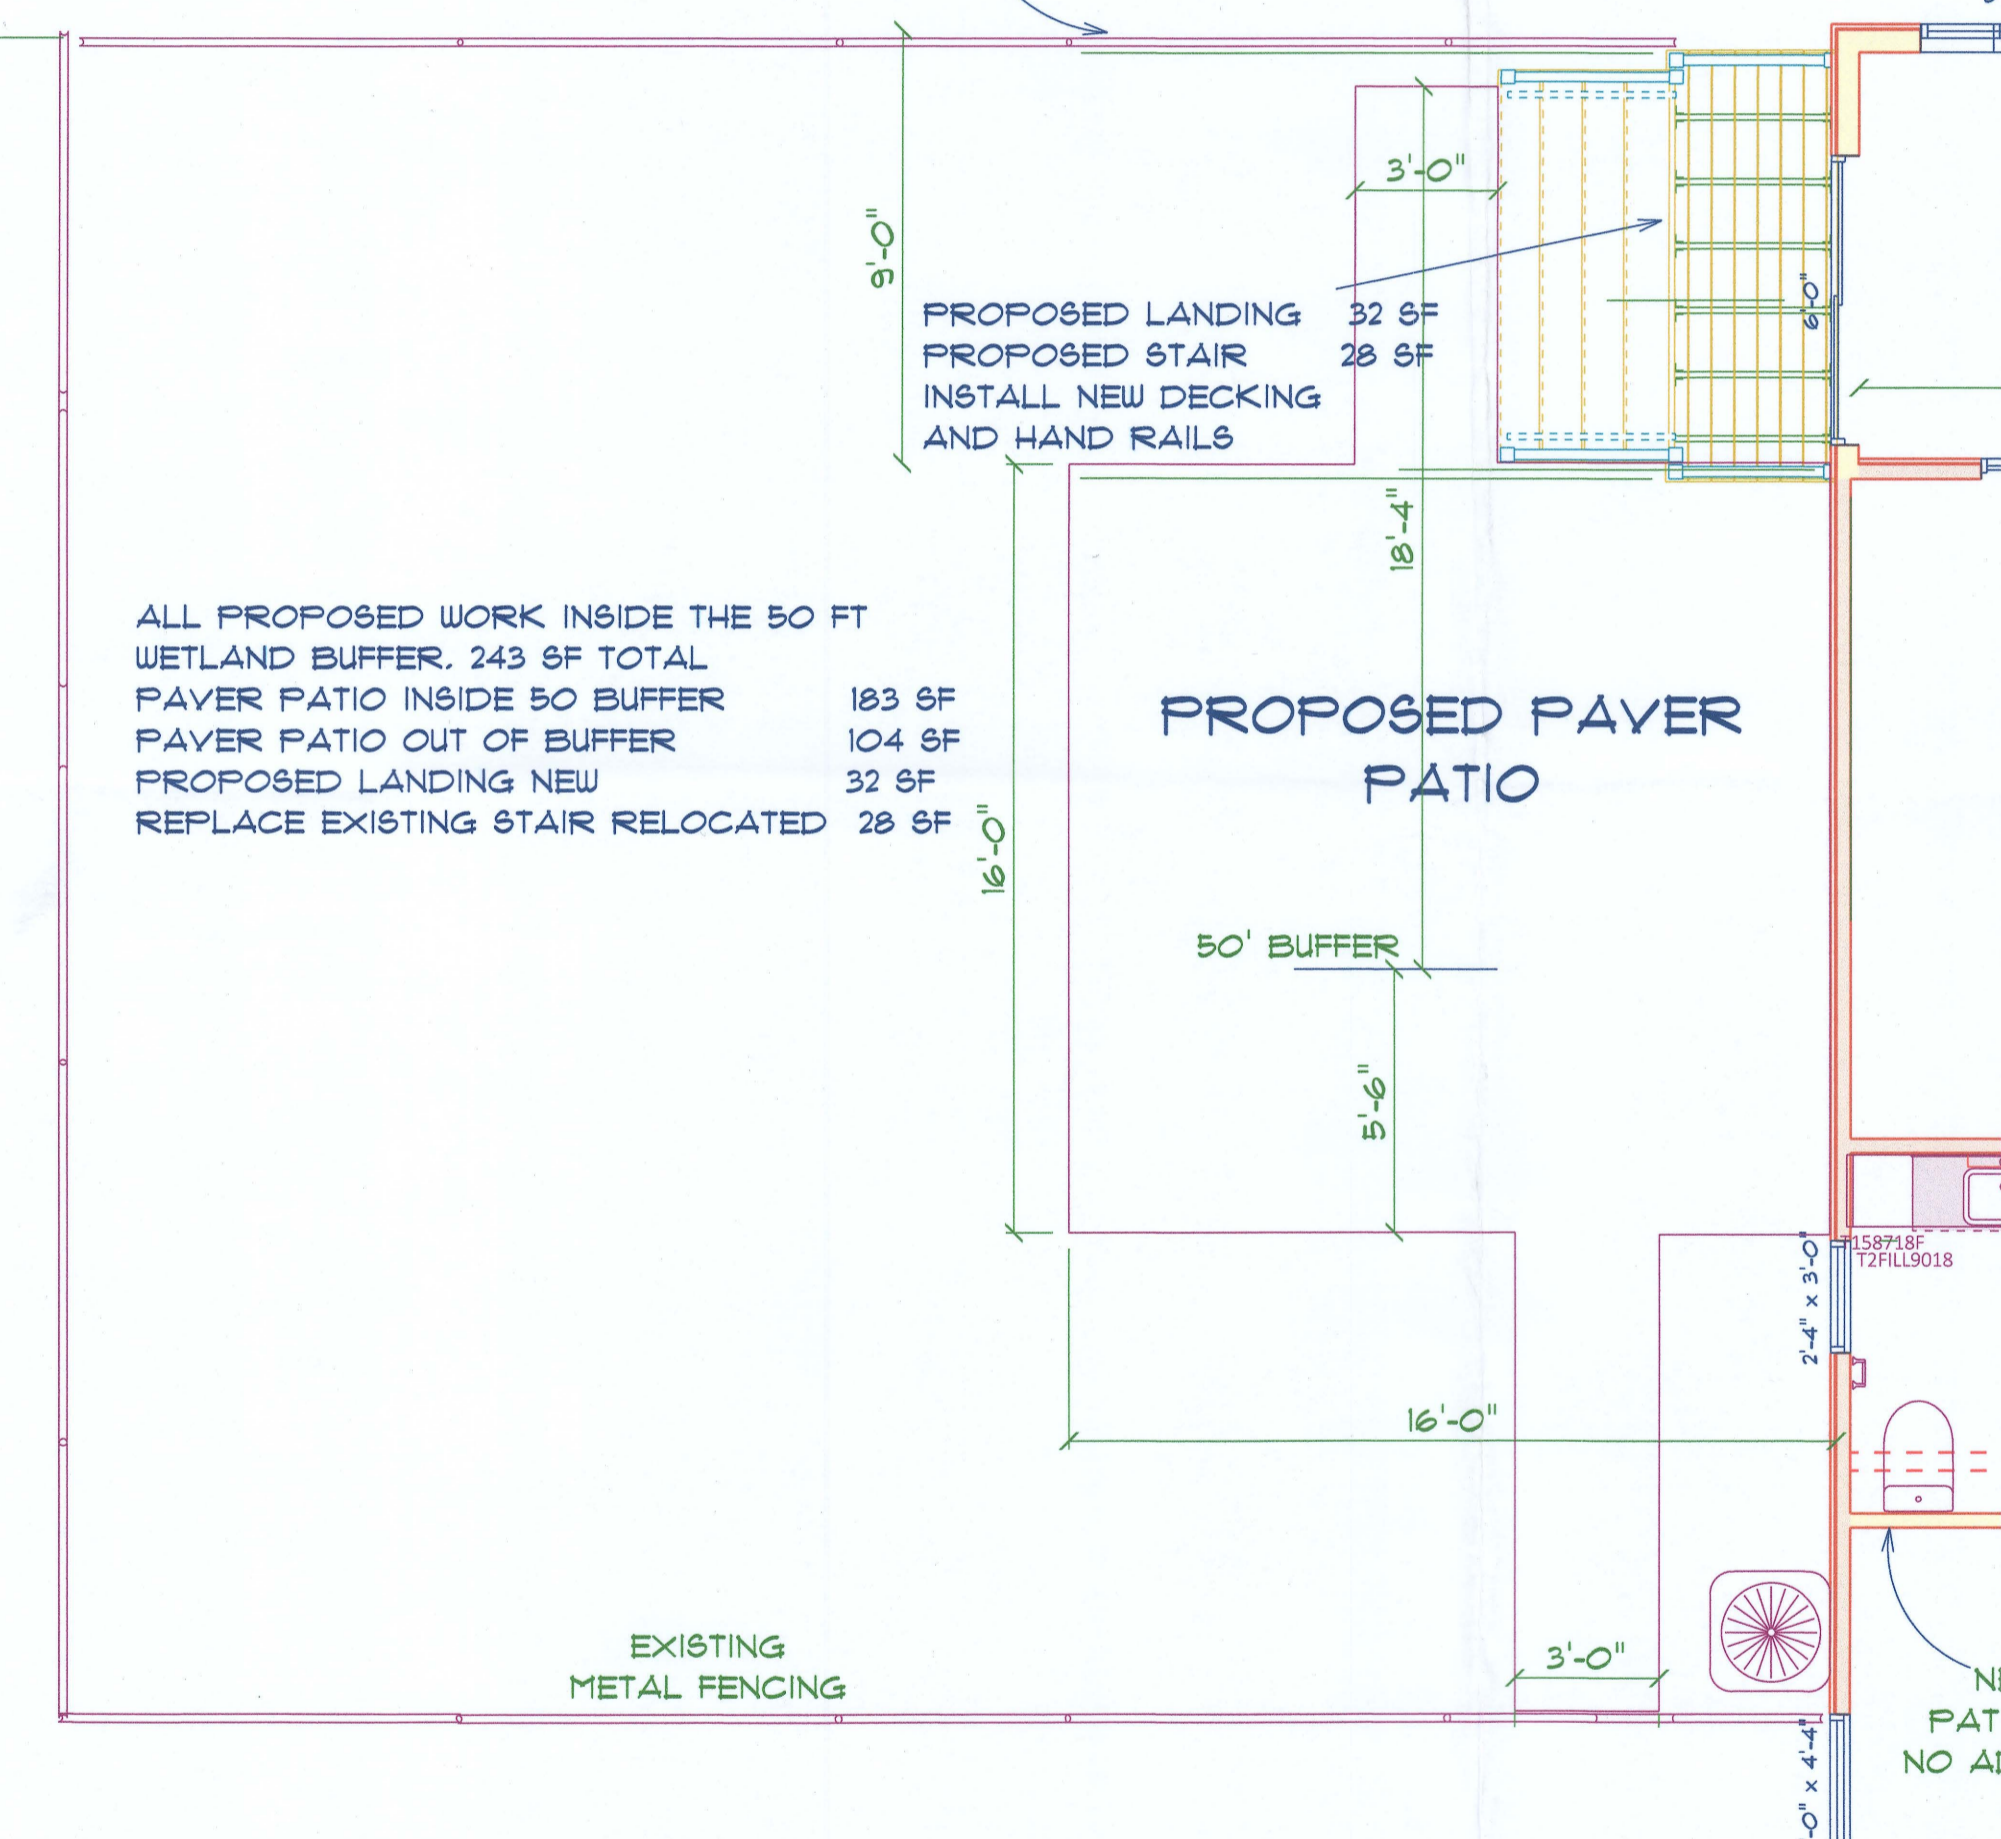 3'-0"
9'-0"
PROPOSED LANDING 32 SF
PROPOSED STAIR 28 SF
INSTALL NEW DECKING
AND HAND RAILS
6'-0"
18'-4"
ALL PROPOSED WORK INSIDE THE 50 FT
WETLAND BUFFER. 243 SF TOTAL
PAVER PATIO INSIDE 50 BUFFER 183 SF
PAVER PATIO OUT OF BUFFER 104 SF
PROPOSED LANDING NEW 32 SF
REPLACE EXISTING STAIR RELOCATED 28 SF
PROPOSED PAVER
PATIO
16'-0"
50' BUFFER
5'-6"
T158718F
T2FILL9018
2'-4" x 3'-0"
16'-0"
EXISTING
METAL FENCING
3'-0"
NO
-0" x 4'-4"